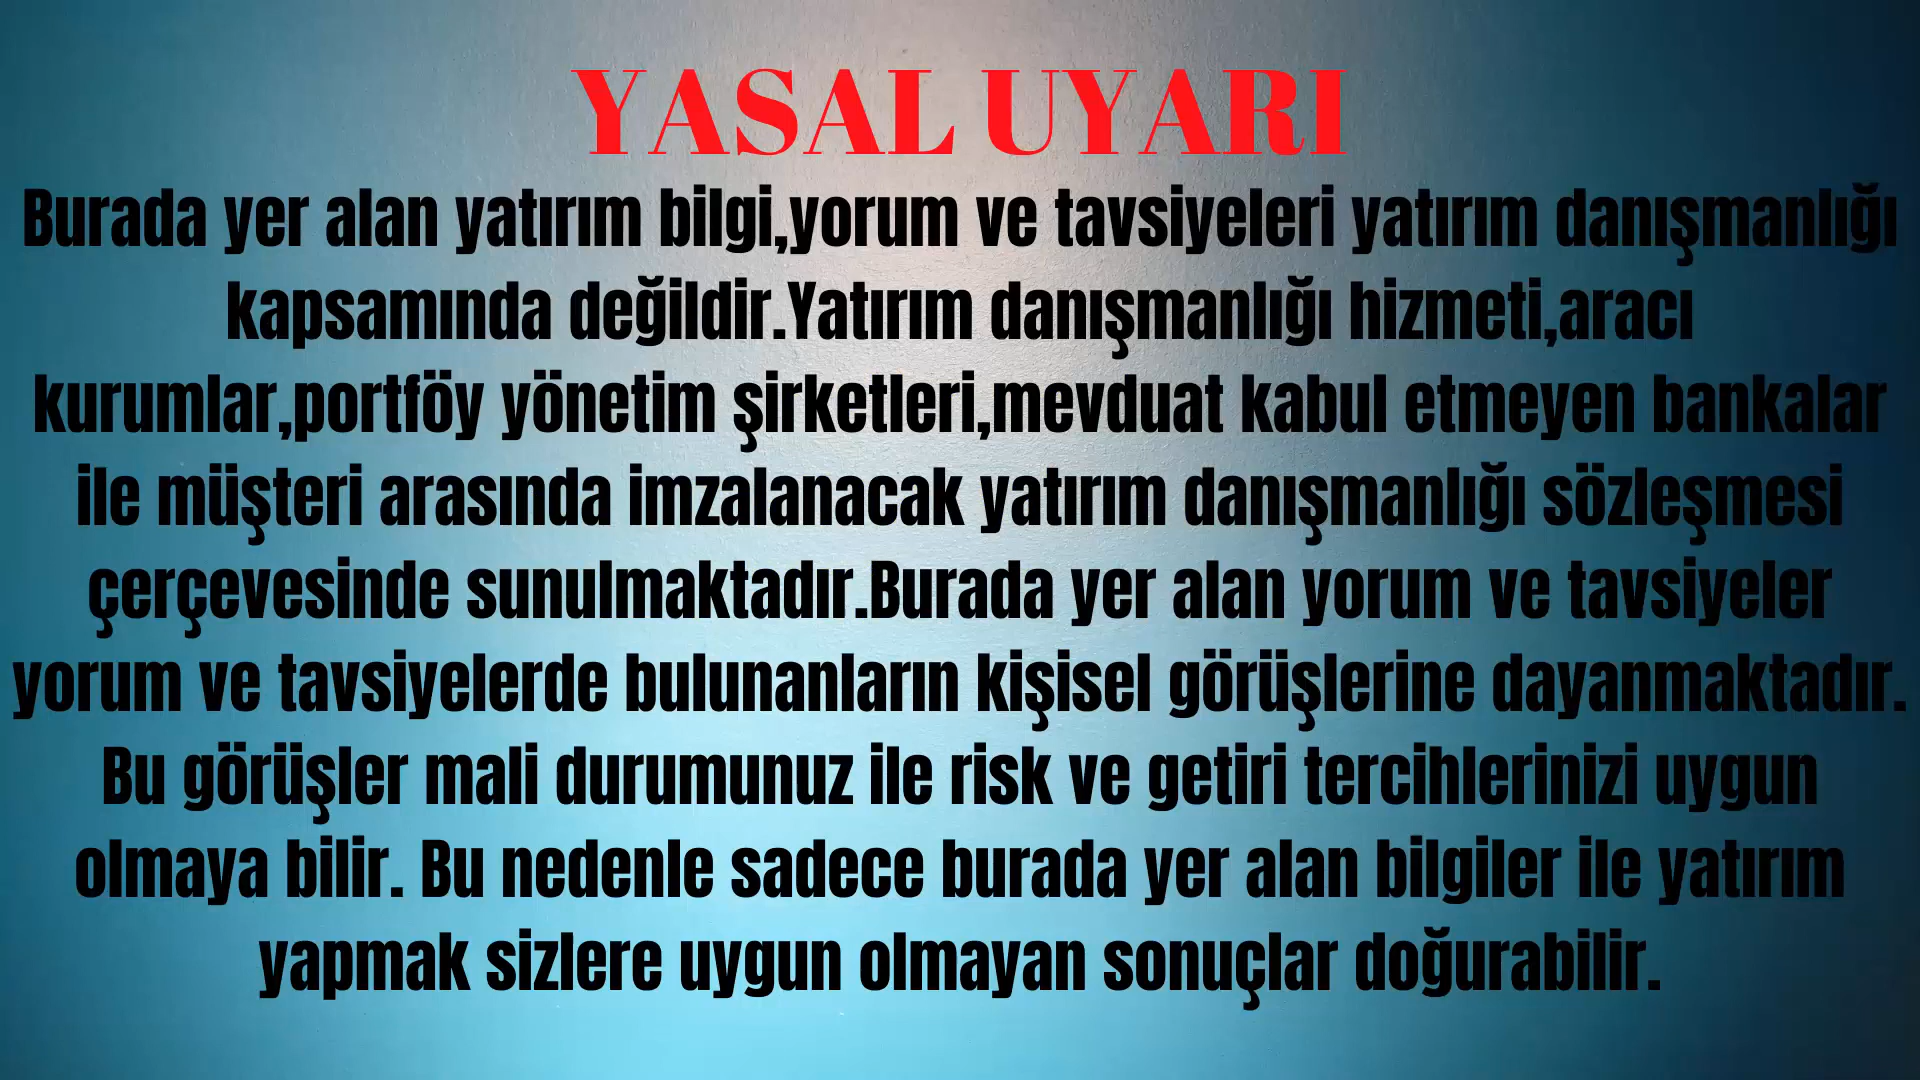 YASAL UYARI
Burada yer alan yatırım bilgi,yorum ve tavsiyeleri yatırım danışmanlığı
kapsamında değildir.Yatırım danışmanlığı hizmeti,aracı
kurumlar,portföy yönetim şirketleri,mevduat kabul etmeyen bankalar
ile müşteri arasında imzalanacak yatırım danışmanlığı sözleşmesi
çerçevesinde sunulmaktadır.Burada yer alan yorum ve tavsiyeler
yorum ve tavsiyelerde bulunanların kişisel görüşlerine dayanmaktadır.
Bu görüşler mali durumunuz ile risk ve getiri tercihlerinizi uygun
olmaya bilir. Bu nedenle sadece burada yer alan bilgiler ile yatırım
yapmak sizlere uygun olmayan sonuçlar doğurabilir.